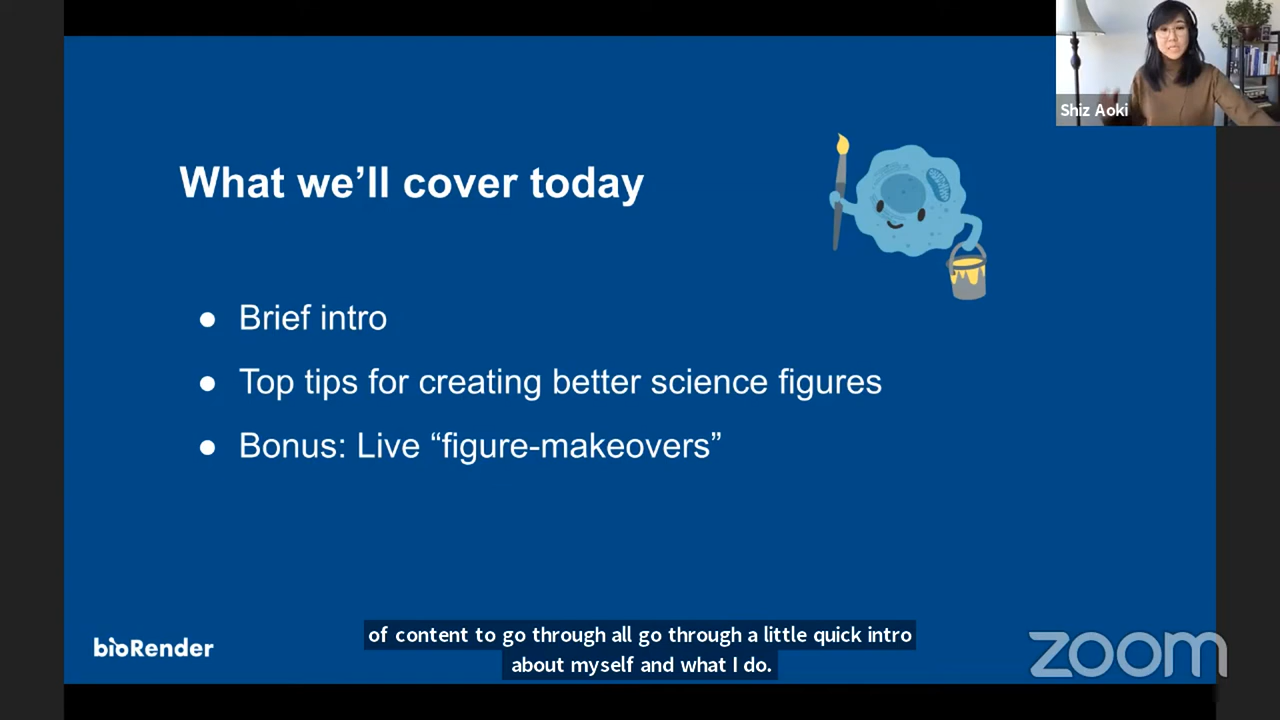 Shiz Aoki
What we’ll cover today
● Brief intro
● Top tips for creating better science figures
● Bonus: Live “figure-makeovers”
of content to go through all go through a little quick intro
about myself and what I do.
bioRender
zoom